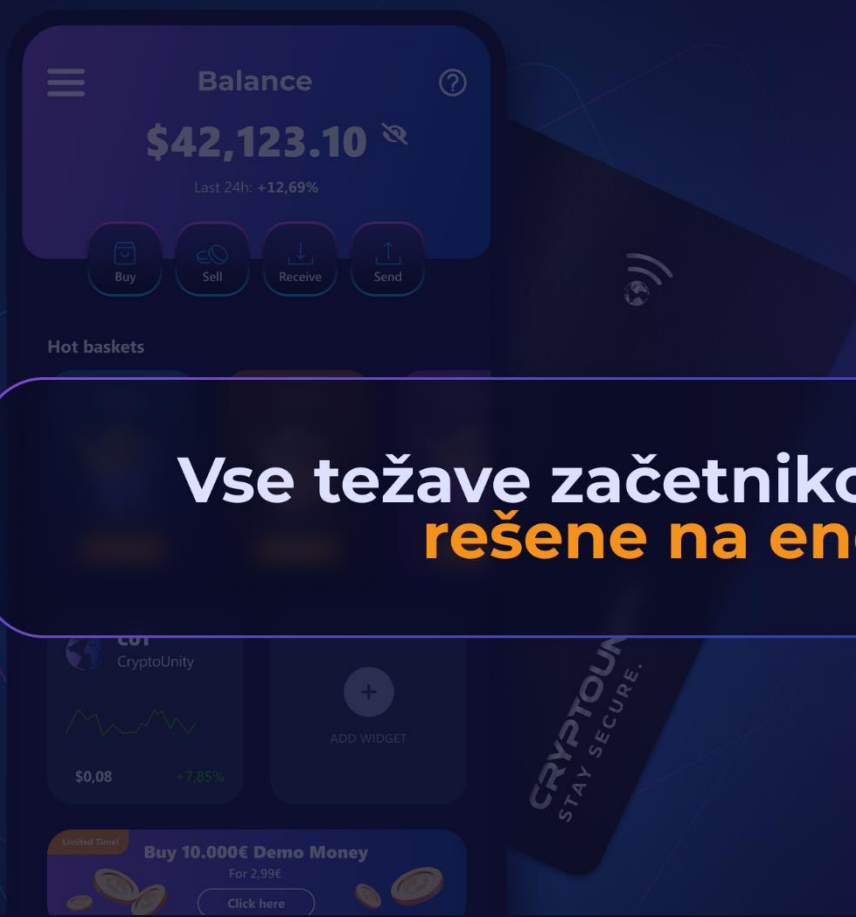 Balance
$42,123.10
Last 24h: +12,69%
Buy
Sell
Receive
Send
Hot baskets
Vse težave začetniko
rešene na en
CUT
CryptoUnity
$0,08
+7,85%
ADD WIDGET
CRYPTOUN
STAY SECURE.
Limited Time!
Buy 10.000€ Demo Money
For 2,99€
Click here